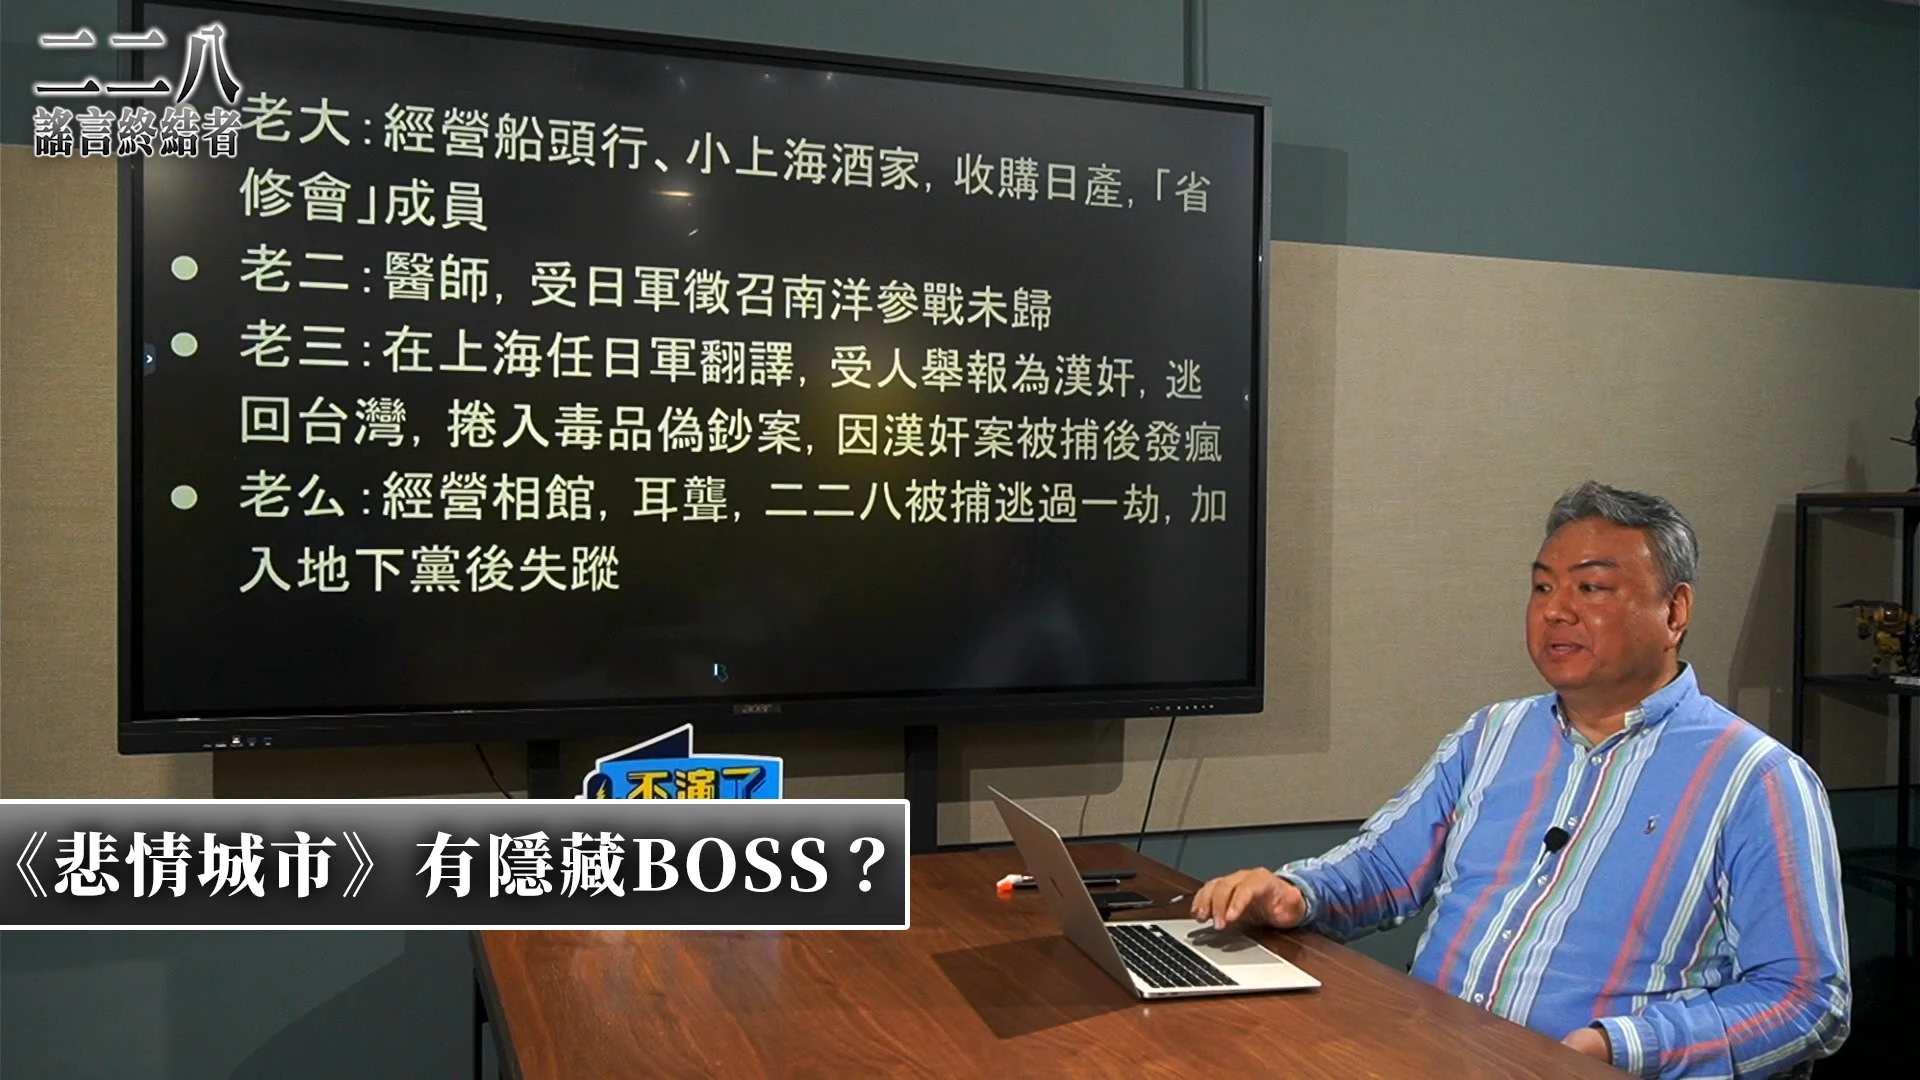 二二八
謠言終結者
老大:經營船頭行、小上海酒家,收購日產,「省
修會」成員
老二:醫師,受日軍徵召南洋參戰未歸
老三:在上海任日軍翻譯,受人舉報為漢奸,逃
回台灣,捲入毒品偽鈔案,因漢奸案被捕後發瘋
老么:經營相館,耳聾,二二八被捕逃過一劫,加
入地下黨後失蹤
acer
不演了
《悲情城市》有隱藏BOSS?